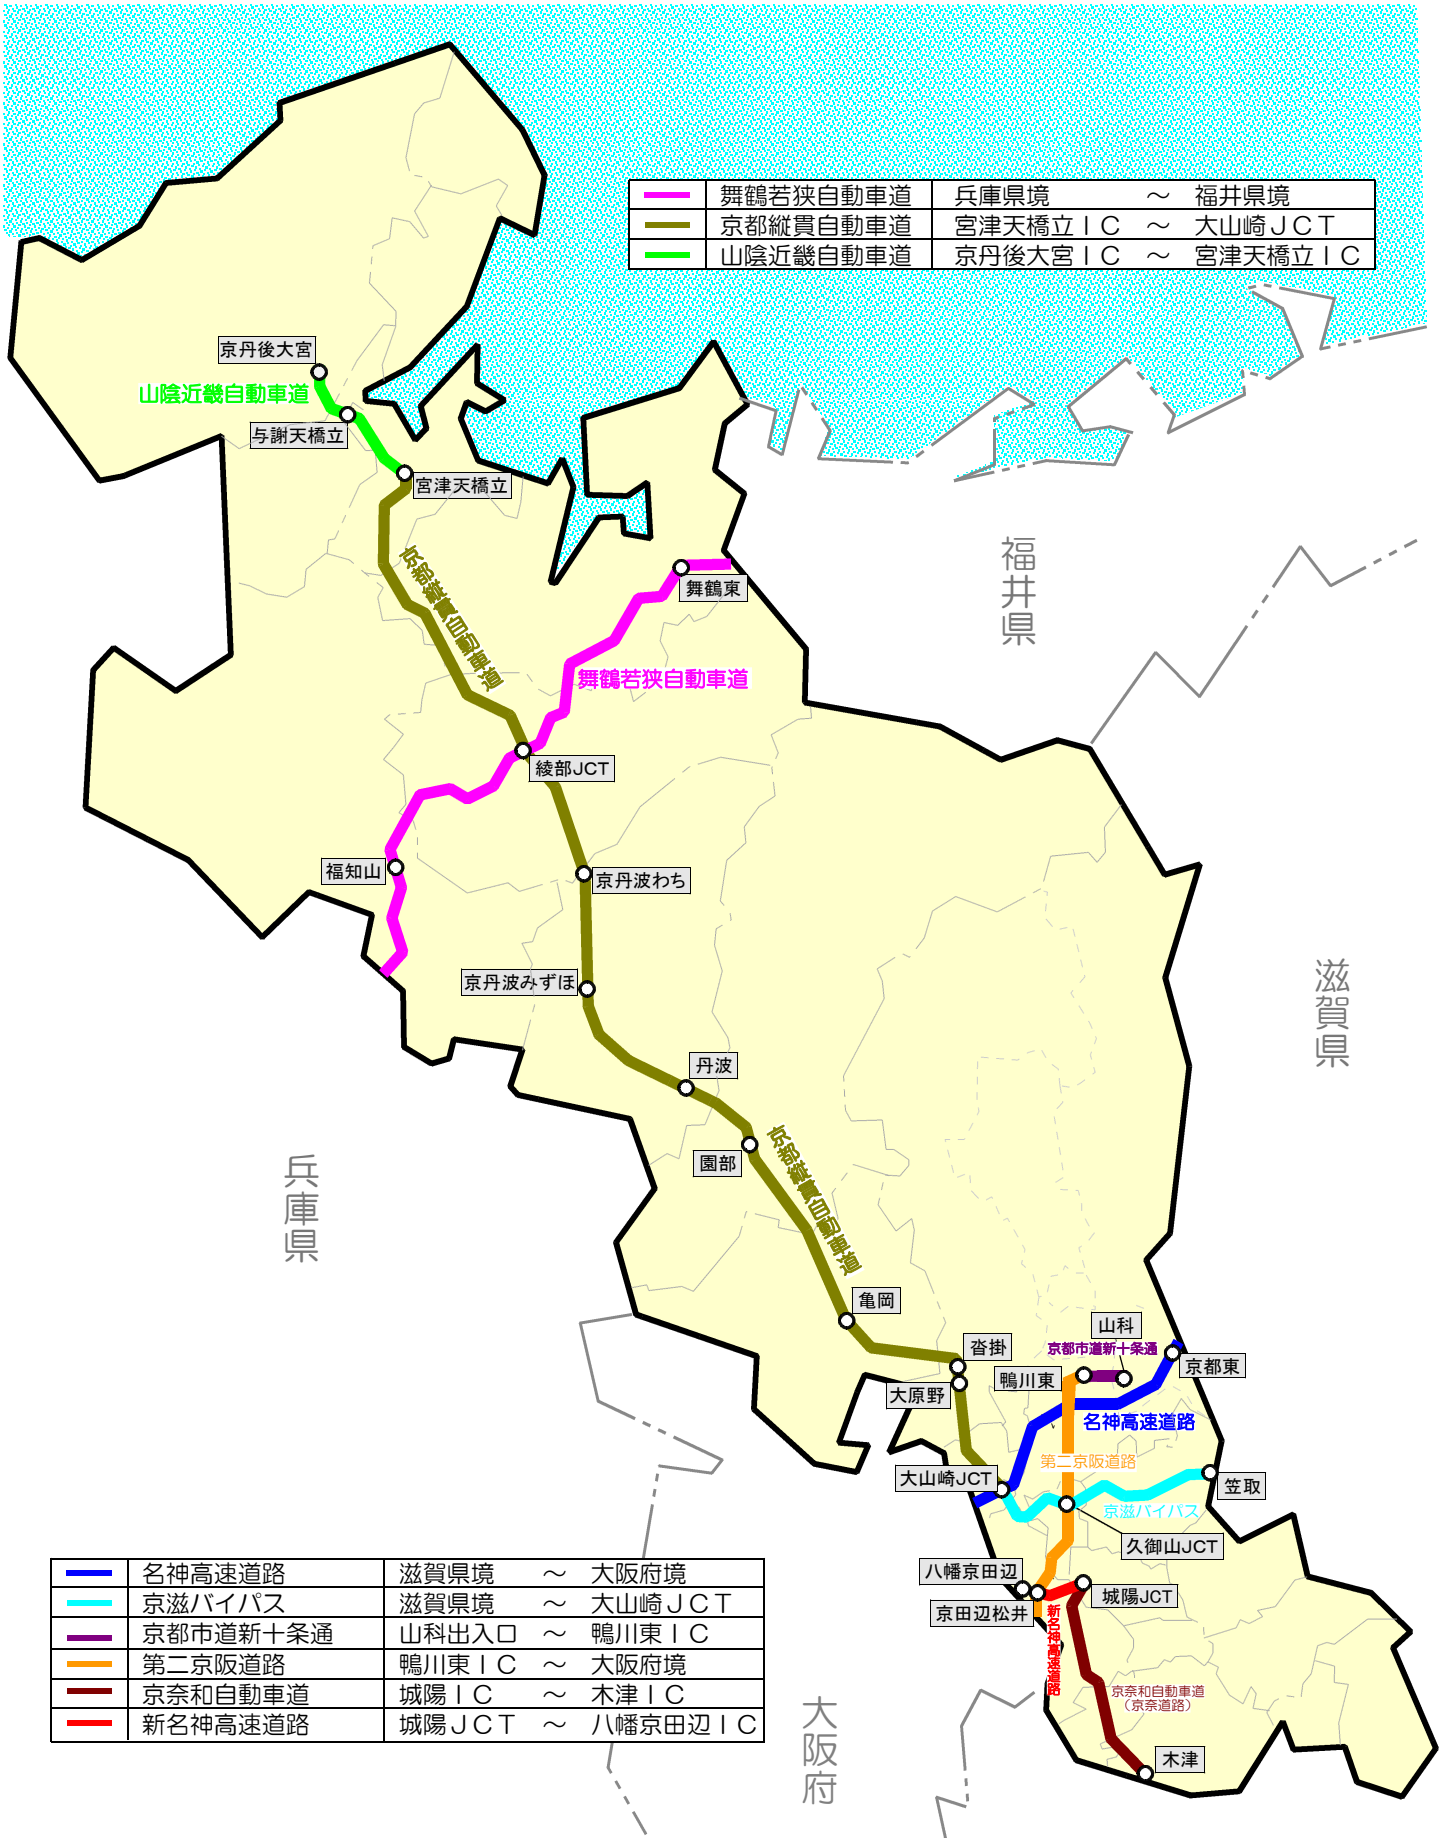 舞鶴若狭自動車道 兵庫県境 ～ 福井県境
京都縦貫自動車道 宮津天橋立ＩＣ ～ 大山崎ＪＣＴ
山陰近畿自動車道 京丹後大宮ＩＣ ～ 宮津天橋立ＩＣ
京丹後大宮
山陰近畿自動車道
与謝天橋立
宮津天橋立
京都縦貫自動車道
舞鶴東
福井県
舞鶴若狭自動車道
綾部JCT
福知山
京丹波わち
京丹波みずほ
滋賀県
丹波
園部
京都縦貫自動車道
兵庫県
亀岡
沓掛
大原野
山科
京都市道新十条通
鴨川東
京都東
名神高速道路
第二京阪道路
大山崎JCT
笠取
京滋バイパス
久御山JCT
八幡京田辺
京田辺松井
城陽JCT
新名神高速道路
京奈和自動車道
（京奈道路）
木津
大阪府
名神高速道路 滋賀県境 ～ 大阪府境
京滋バイパス 滋賀県境 ～ 大山崎ＪＣＴ
京都市道新十条通 山科出入口 ～ 鴨川東ＩＣ
第二京阪道路 鴨川東ＩＣ ～ 大阪府境
京奈和自動車道 城陽ＩＣ ～ 木津ＩＣ
新名神高速道路 城陽ＪＣＴ ～ 八幡京田辺ＩＣ